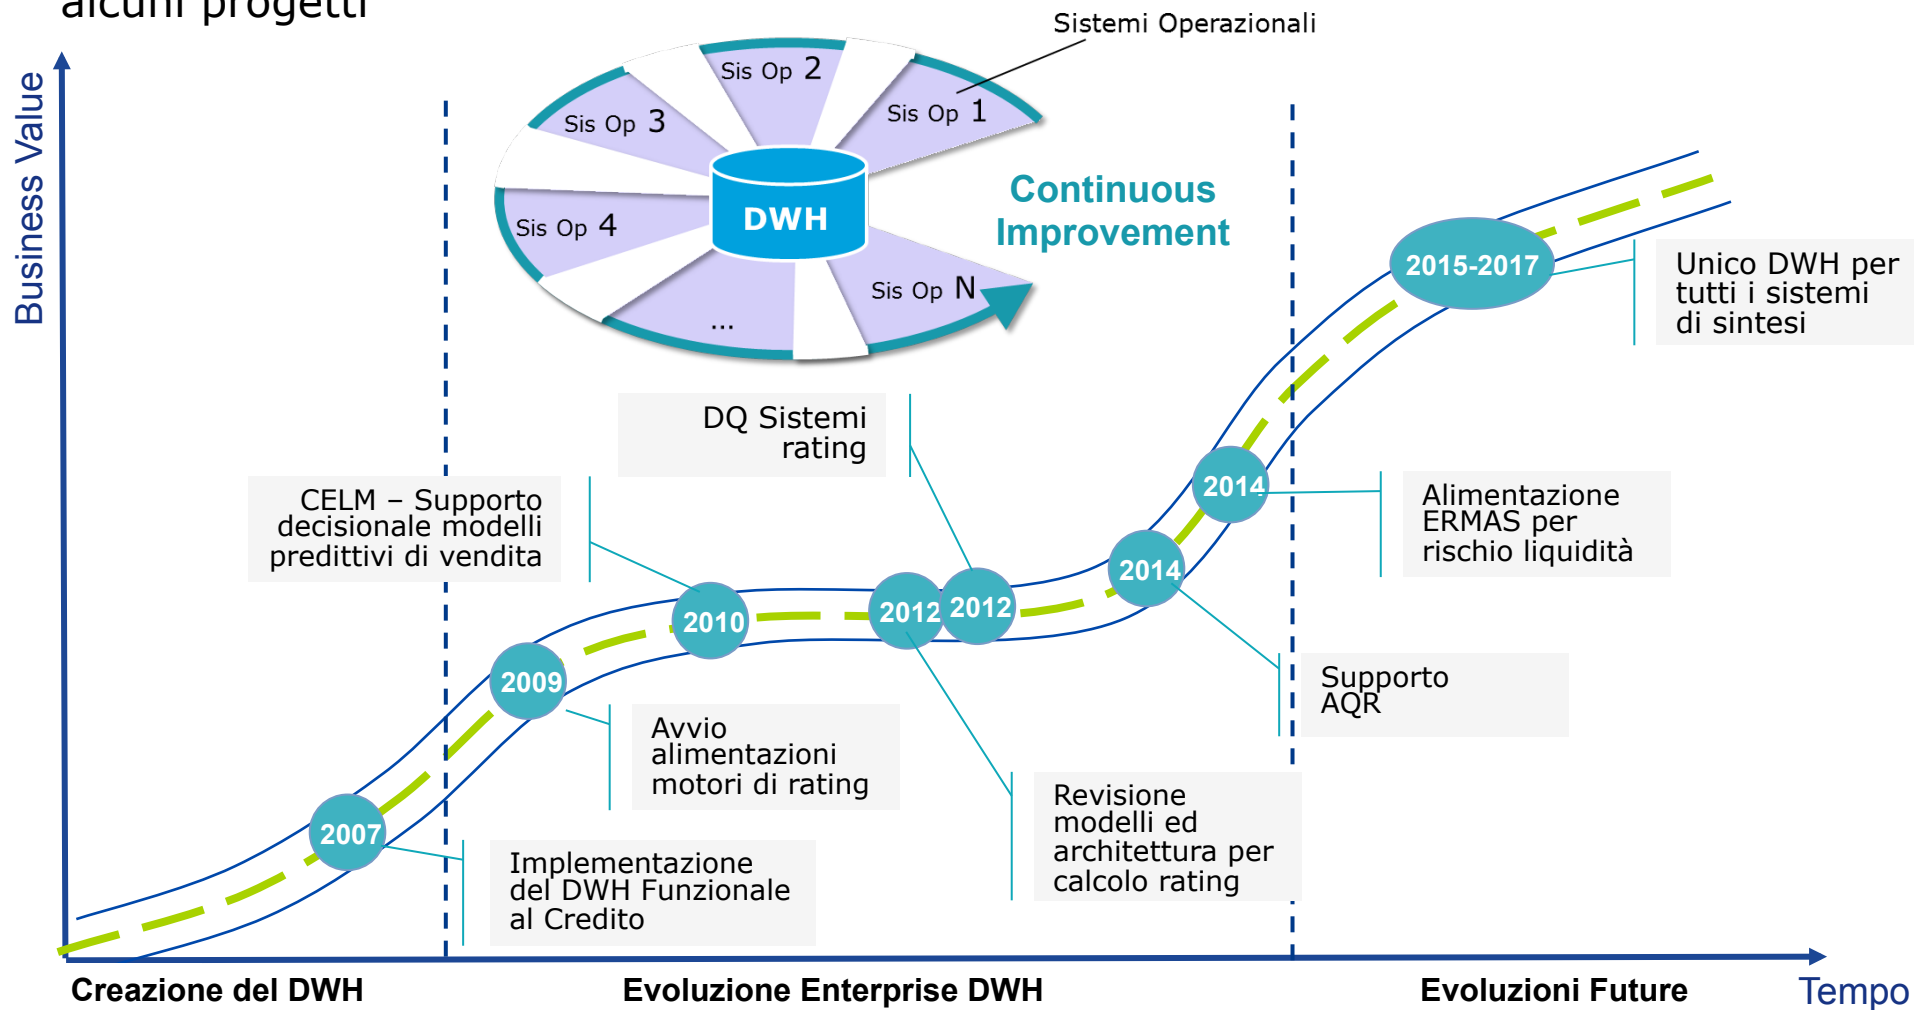 alcuni progetti
Sistemi Operazionali
Business Value
Sis Op 1
Sis Op 2
Sis Op 3
Sis Op 4
...
Sis Op N
DWH
Continuous
Improvement
2015-2017
Unico DWH per
tutti i sistemi
di sintesi
DQ Sistemi
rating
CELM – Supporto
decisionale modelli
predittivi di vendita
2014
Alimentazione
ERMAS per
rischio liquidità
2014
Supporto
AQR
2010
2012
2012
2009
Avvio
alimentazioni
motori di rating
Revisione
modelli ed
architettura per
calcolo rating
2007
Implementazione
del DWH Funzionale
al Credito
Creazione del DWH
Evoluzione Enterprise DWH
Evoluzioni Future
Tempo